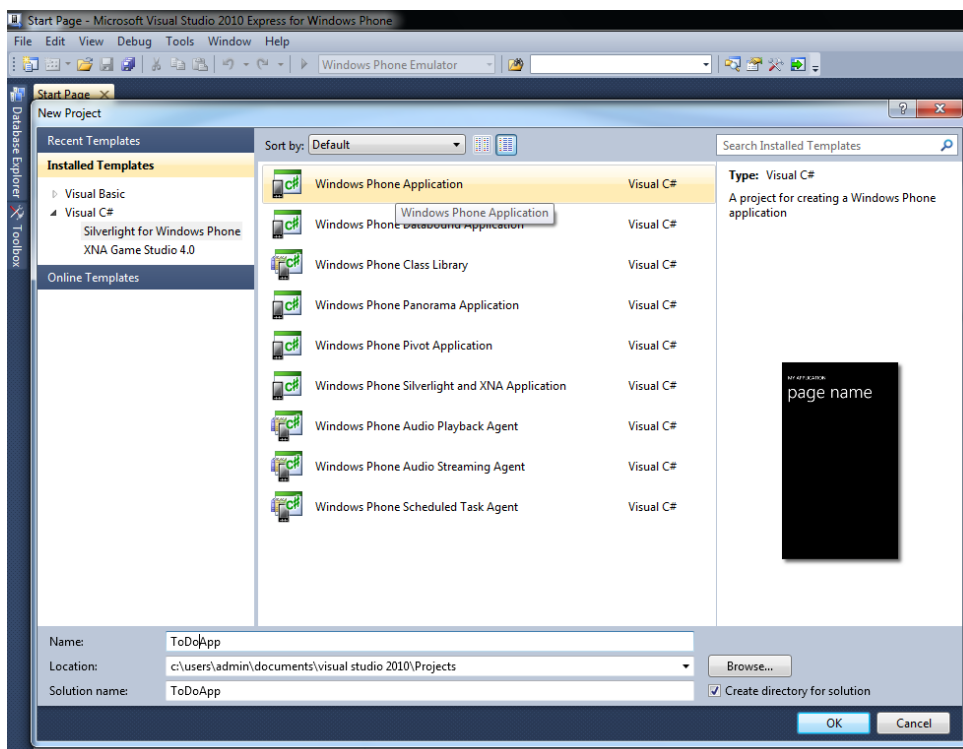 Start Page - Microsoft Visual Studio 2010 Express for Windows Phone
File Edit View Debug Tools Window Help
Windows Phone Emulator
Start Page
Database Explorer
Toolbox
New Project
Recent Templates
Installed Templates
Visual Basic
Visual C#
Silverlight for Windows Phone
XNA Game Studio 4.0
Online Templates
Sort by: Default
Windows Phone Application Visual C#
Windows Phone Application
Windows Phone Databound Application Visual C#
Windows Phone Class Library Visual C#
Windows Phone Panorama Application Visual C#
Windows Phone Pivot Application Visual C#
Windows Phone Silverlight and XNA Application Visual C#
Windows Phone Audio Playback Agent Visual C#
Windows Phone Audio Streaming Agent Visual C#
Windows Phone Scheduled Task Agent Visual C#
Search Installed Templates
Type: Visual C#
A project for creating a Windows Phone
application
MY APPLICATION
page name
Name: ToDoApp
Location: c:\users\admin\documents\visual studio 2010\Projects
Browse...
Solution name: ToDoApp
Create directory for solution
OK Cancel